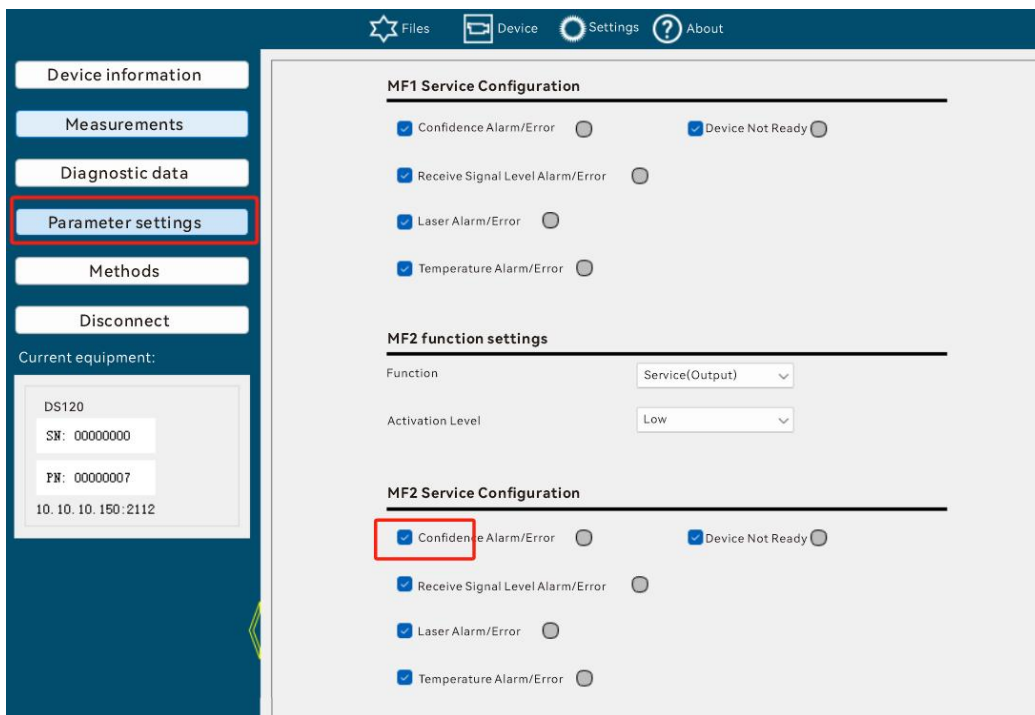 Files Device Settings About
Device information
Measurements
Diagnostic data
Parameter settings
Methods
Disconnect
Current equipment:
DS120
SN: 00000000
PN: 00000007
10.10.10.150:2112
MF1 Service Configuration
Confidence Alarm/Error Device Not Ready
Receive Signal Level Alarm/Error
Laser Alarm/Error
Temperature Alarm/Error
MF2 function settings
Function Service(Output)
Activation Level Low
MF2 Service Configuration
Confidence Alarm/Error Device Not Ready
Receive Signal Level Alarm/Error
Laser Alarm/Error
Temperature Alarm/Error